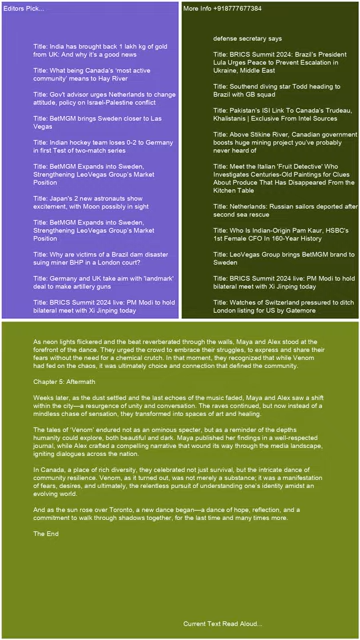 Editors Pick...
Title: India has brought back 1 lakh kg of gold
from UK: And why it's a good news
Title: What being Canada's 'most active
community' means to Hay River
Title: Gov't advisor urges Netherlands to change
attitude, policy on Israel-Palestine conflict
Title: BetMGM brings Sweden closer to Las
Vegas
Title: Indian hockey team loses 0-2 to Germany
in first Test of two-match series
Title: BetMGM Expands into Sweden,
Strengthening LeoVegas Group's Market
Position
Title: Japan's 2 new astronauts show
excitement, with Moon possibly in sight
Title: BetMGM Expands into Sweden,
Strengthening LeoVegas Group's Market
Position
Title: Why are victims of a Brazil dam disaster
suing miner BHP in a London court?
Title: Germany and UK take aim with 'landmark'
deal to make artillery guns
Title: BRICS Summit 2024 live: PM Modi to hold
bilateral meet with Xi Jinping today
More Info +918777677384
defense secretary says
Title: BRICS Summit 2024: Brazil's President
Lula Urges Peace to Prevent Escalation in
Ukraine, Middle East
Title: Southend diving star Todd heading to
Brazil with GB squad
Title: Pakistan's ISI Link To Canada's Trudeau,
Khalistanis | Exclusive From Intel Sources
Title: Above Stikine River, Canadian government
boosts huge mining project you've probably
never heard of
Title: Meet the Italian 'Fruit Detective' Who
Investigates Centuries-Old Paintings for Clues
About Produce That Has Disappeared From the
Kitchen Table
Title: Netherlands: Russian sailors deported after
second sea rescue
Title: Who Is Indian-Origin Pam Kaur, HSBC's
1st Female CFO In 160-Year History
Title: LeoVegas Group brings BetMGM brand to
Sweden
Title: BRICS Summit 2024 live: PM Modi to hold
bilateral meet with Xi Jinping today
Title: Watches of Switzerland pressured to ditch
London listing for US by Gatemore
As neon lights flickered and the beat reverberated through the walls, Maya and Alex stood at the
forefront of the dance. They urged the crowd to embrace their struggles, to express and share their
fears without the need for a chemical crutch. In that moment, they recognized that while Venom
had fed on the chaos, it was ultimately choice and connection that defined the community.
Chapter 5: Aftermath
Weeks later, as the dust settled and the last echoes of the music faded, Maya and Alex saw a shift
within the city—a resurgence of unity and conversation. The raves continued, but now instead of a
mindless chase of sensation, they transformed into spaces of art and healing.
The tales of 'Venom' endured not as an ominous specter, but as a reminder of the depths
humanity could explore, both beautiful and dark. Maya published her findings in a well-respected
journal, while Alex crafted a compelling narrative that wound its way through the media landscape,
igniting dialogues across the nation.
In Canada, a place of rich diversity, they celebrated not just survival, but the intricate dance of
community resilience. Venom, as it turned out, was not merely a substance; it was a manifestation
of fears, desires, and ultimately, the relentless pursuit of understanding one's identity amidst an
evolving world.
And as the sun rose over Toronto, a new dance began—a dance of hope, reflection, and a
commitment to walk through shadows together, for the last time and many times more.
The End
Current Text Read Aloud...